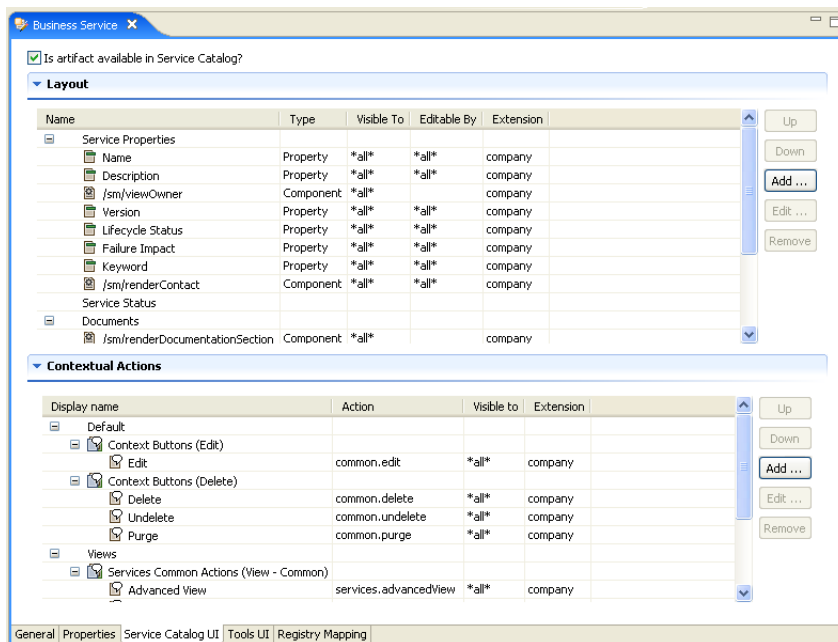 Business Service
Is artifact available in Service Catalog?
Layout
Name Type Visible To Editable By Extension
Service Properties
Name Property *all* *all* company
Description Property *all* *all* company
/sm/viewOwner Component *all* company
Version Property *all* *all* company
Lifecycle Status Property *all* *all* company
Failure Impact Property *all* *all* company
Keyword Property *all* *all* company
/sm/renderContact Component *all* *all* company
Service Status
Documents
/sm/renderDocumentationSection Component *all* company
Up
Down
Add ...
Edit ...
Remove
Contextual Actions
Display name Action Visible to Extension
Default
Context Buttons (Edit)
Edit common.edit *all* company
Context Buttons (Delete)
Delete common.delete *all* company
Undelete common.undelete *all* company
Purge common.purge *all* company
Views
Services Common Actions (View - Common)
Advanced View services.advancedView *all* company
Up
Down
Add ...
Edit ...
Remove
General Properties Service Catalog UI Tools UI Registry Mapping